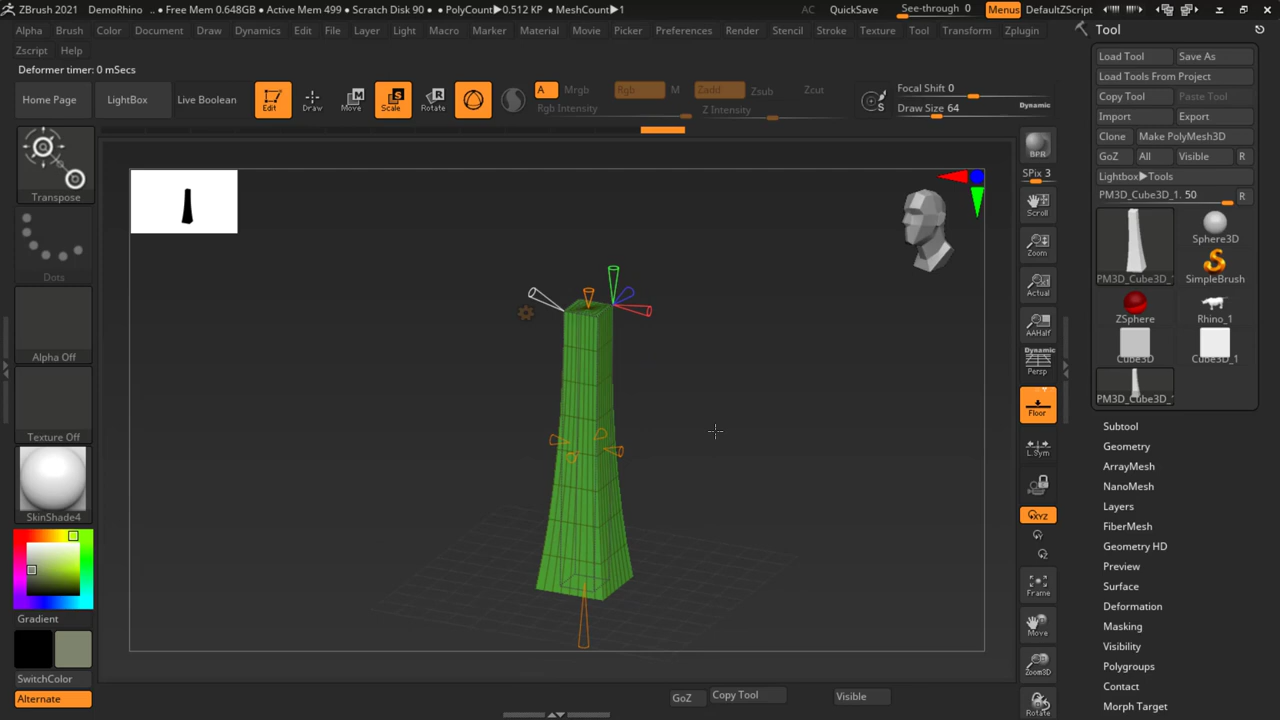 ZBrush 2021 DemoRhino .. • Free Mem 0.648GB • Active Mem 499 • Scratch Disk 90 • PolyCount▶0.512 KP • MeshCount▶1 AC QuickSave See-through 0 Menus DefaultZScript
Alpha Brush Color Document Draw Dynamics Edit File Layer Light Macro Marker Material Movie Picker Preferences Render Stencil Stroke Texture Tool Transform Zplugin
Zscript Help
Deformer timer: 0 mSecs
Home Page LightBox Live Boolean Edit Draw Move Scale Rotate A Mrgb Rgb M Zadd Zsub Zcut Focal Shift 0
Rgb Intensity Z Intensity Draw Size 64 Dynamic
S
Transpose
Dots
Alpha Off
Texture Off
SkinShade4
Gradient
SwitchColor
Alternate
BPR
SPix 3
Scroll
Zoom
Actual
AAHalf
Dynamic
Persp
Floor
L.Sym
XYZ
Frame
Move
Zoom3D
Rotate
GoZ Copy Tool Visible
Tool
Load Tool Save As
Load Tools From Project
Copy Tool Paste Tool
Import Export
Clone Make PolyMesh3D
GoZ All Visible R
Lightbox▶Tools
PM3D_Cube3D_1. 50 R
PM3D_Cube3D_1 Sphere3D
SimpleBrush
ZSphere Rhino_1
Cube3D Cube3D_1
PM3D_Cube3D_1
Subtool
Geometry
ArrayMesh
NanoMesh
Layers
FiberMesh
Geometry HD
Preview
Surface
Deformation
Masking
Visibility
Polygroups
Contact
Morph Target